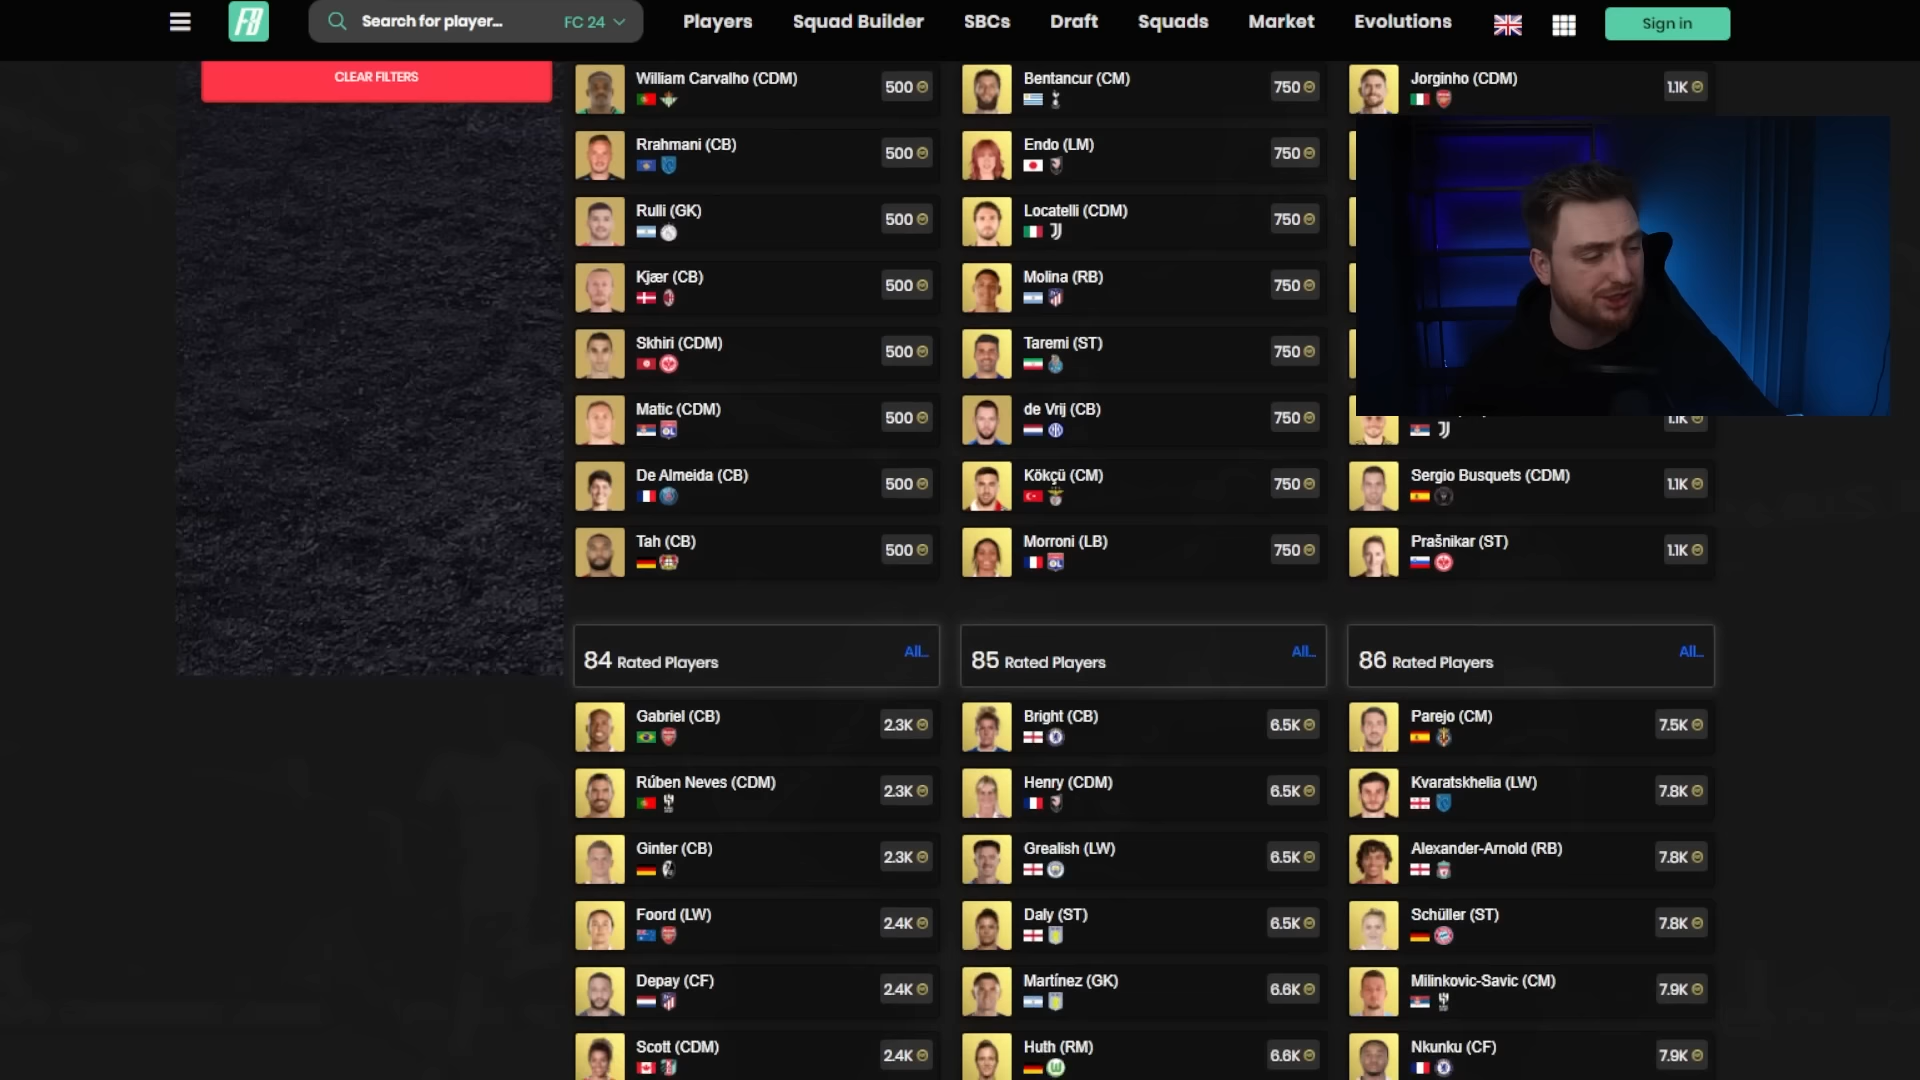 FB
Search for player...
FC 24
Players
Squad Builder
SBCs
Draft
Squads
Market
Evolutions
Sign in
CLEAR FILTERS
William Carvalho (CDM)
500
Rrahmani (CB)
500
Rulli (GK)
500
Kjær (CB)
500
Skhiri (CDM)
500
Matic (CDM)
500
De Almeida (CB)
500
Tah (CB)
500
Bentancur (CM)
750
Endo (LM)
750
Locatelli (CDM)
750
Molina (RB)
750
Taremi (ST)
750
de Vrij (CB)
750
Kökçü (CM)
750
Morroni (LB)
750
Jorginho (CDM)
1.1K
1.1K
Sergio Busquets (CDM)
1.1K
Prašnikar (ST)
1.1K
84 Rated Players
All...
Gabriel (CB)
2.3K
Rúben Neves (CDM)
2.3K
Ginter (CB)
2.3K
Foord (LW)
2.4K
Depay (CF)
2.4K
Scott (CDM)
2.4K
85 Rated Players
All...
Bright (CB)
6.5K
Henry (CDM)
6.5K
Grealish (LW)
6.5K
Daly (ST)
6.5K
Martínez (GK)
6.6K
Huth (RM)
6.6K
86 Rated Players
All...
Parejo (CM)
7.5K
Kvaratskhelia (LW)
7.8K
Alexander-Arnold (RB)
7.8K
Schüller (ST)
7.8K
Milinkovic-Savic (CM)
7.9K
Nkunku (CF)
7.9K